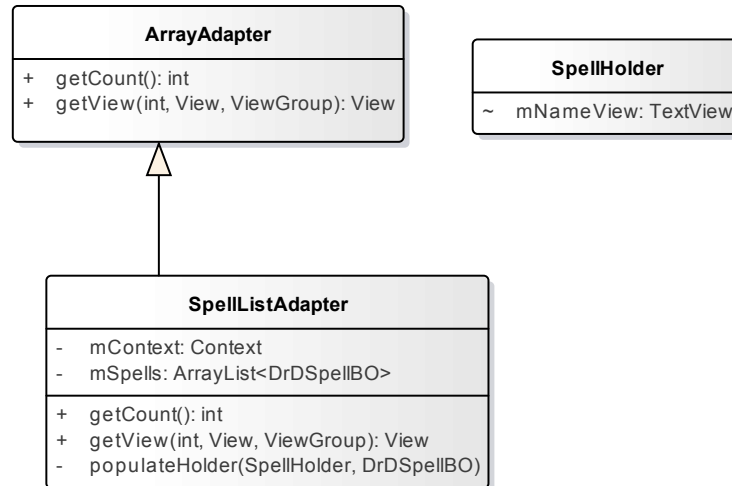 ArrayAdapter
+ getCount(): int
+ getView(int, View, ViewGroup): View
SpellHolder
~ mNameView: TextView
SpellListAdapter
- mContext: Context
- mSpells: ArrayList<DrDSpellBO>
+ getCount(): int
+ getView(int, View, ViewGroup): View
- populateHolder(SpellHolder, DrDSpellBO)